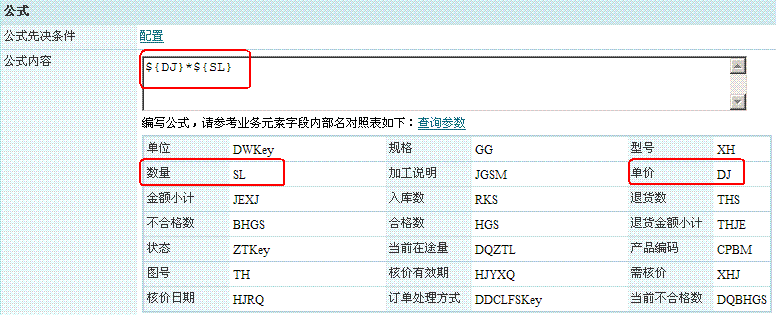 公式
公式先决条件 配置
公式内容
${DJ}*${SL}
编写公式，请参考业务元素字段内部名对照表如下：查询参数
单位 DWKey 规格 GG 型号 XH
数量 SL 加工说明 JGSM 单价 DJ
金额小计 JEXJ 入库数 RKS 退货数 THS
不合格数 BHGS 合格数 HGS 退货金额小计 THJE
状态 ZTKey 当前在途量 DQZTL 产品编码 CPBM
图号 TH 核价有效期 HJYXQ 需核价 XHJ
核价日期 HJRQ 订单处理方式 DDCLFSKey 当前不合格数 DQBHGS